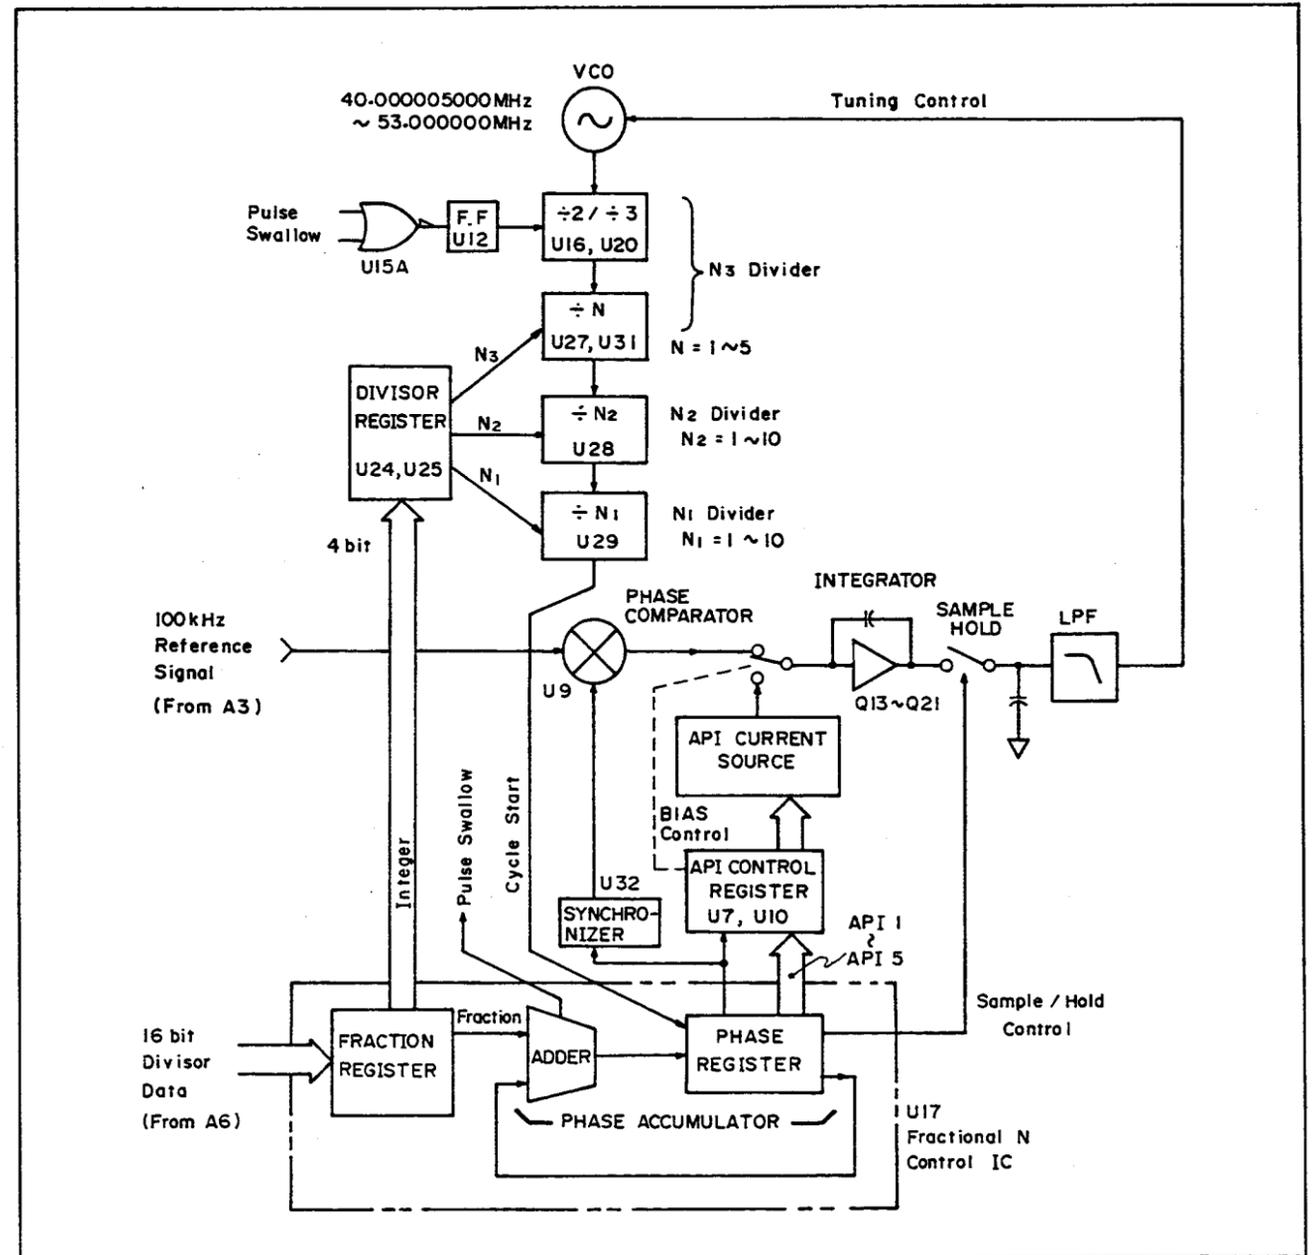 VCO
40.000005000MHz
~ 53.000000MHz
Tuning Control
Pulse
Swallow
F.F
U12
÷2 / ÷3
U16, U20
U15A
N3 Divider
÷ N
U27, U31
N = 1~5
N3
DIVISOR
REGISTER
U24,U25
N2
÷ N2
U28
N2 Divider
N2 = 1~10
N1
÷ N1
U29
N1 Divider
N1 = 1~10
4 bit
100kHz
Reference
Signal
(From A3)
PHASE
COMPARATOR
U9
INTEGRATOR
Q13~Q21
SAMPLE
HOLD
LPF
API CURRENT
SOURCE
BIAS
Control
API CONTROL
REGISTER
U7, U10
Integer
Pulse Swallow
Cycle Start
U32
SYNCHRO-
NIZER
API 1
~
API 5
Sample / Hold
Control
16 bit
Divisor
Data
(From A6)
FRACTION
REGISTER
Fraction
ADDER
PHASE
REGISTER
PHASE ACCUMULATOR
U17
Fractional N
Control IC